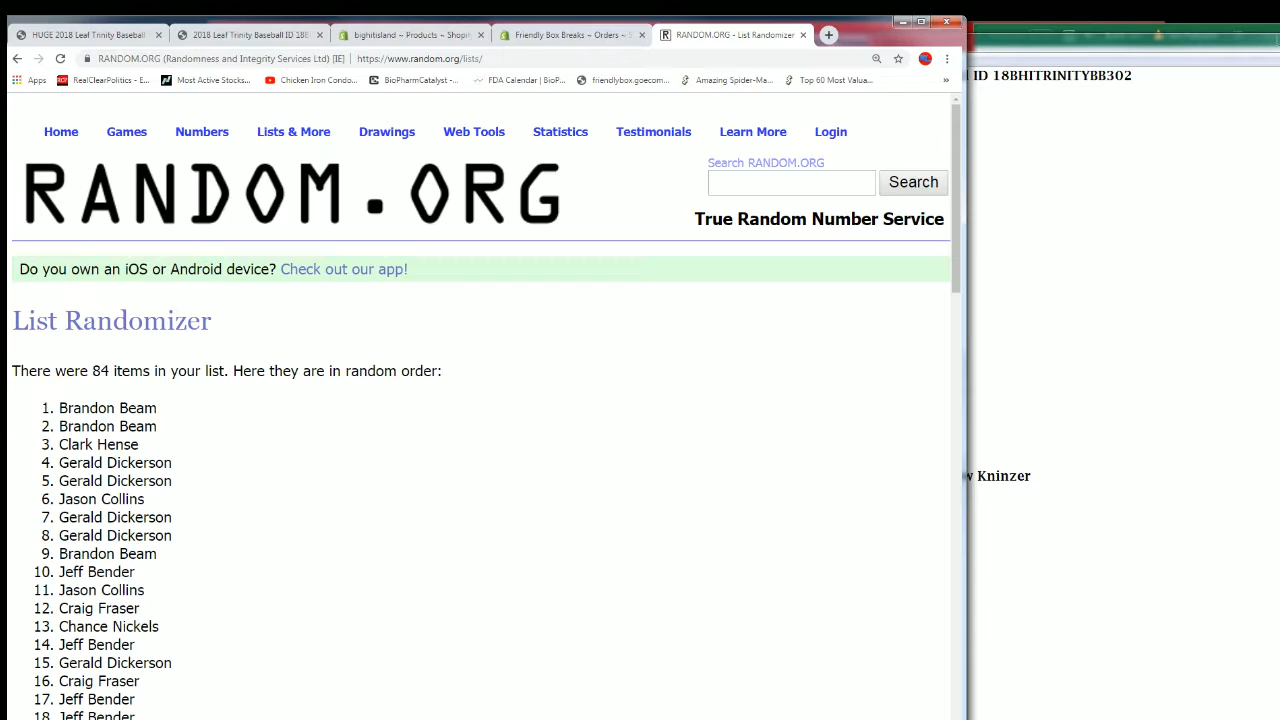 HUGE 2018 Leaf Trinity Baseball
2018 Leaf Trinity Baseball ID 18B
bighitisland ~ Products ~ Shopi
Friendly Box Breaks ~ Orders ~ S
RANDOM.ORG - List Randomizer
RANDOM.ORG (Randomness and Integrity Services Ltd) [IE] https://www.random.org/lists/
Apps RealClearPolitics - E... Most Active Stocks... Chicken Iron Condo... BioPharmCatalyst -... FDA Calendar | BioP... friendlybox.goecom... Amazing Spider-Ma... Top 60 Most Valua... »
ID 18BHITRINITYBB302
Home Games Numbers Lists & More Drawings Web Tools Statistics Testimonials Learn More Login
RANDOM.ORG
Search RANDOM.ORG
Search
True Random Number Service
Do you own an iOS or Android device? Check out our app!
List Randomizer
There were 84 items in your list. Here they are in random order:
1. Brandon Beam
2. Brandon Beam
3. Clark Hense
4. Gerald Dickerson
5. Gerald Dickerson
6. Jason Collins
7. Gerald Dickerson
8. Gerald Dickerson
9. Brandon Beam
10. Jeff Bender
11. Jason Collins
12. Craig Fraser
13. Chance Nickels
14. Jeff Bender
15. Gerald Dickerson
16. Craig Fraser
17. Jeff Bender
18. Jeff Bender
w Kninzer